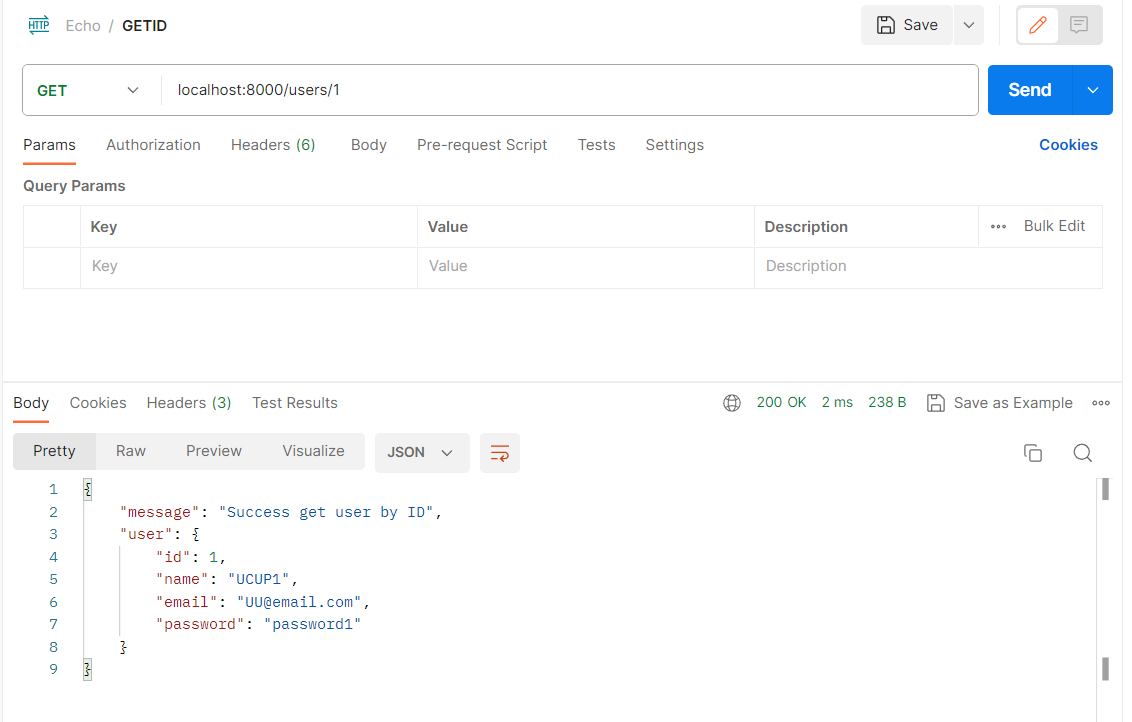 HTTP Echo / GETID Save
GET localhost:8000/users/1 Send
Params Authorization Headers (6) Body Pre-request Script Tests Settings Cookies
Query Params
Key Value Description Bulk Edit
Key Value Description
Body Cookies Headers (3) Test Results 200 OK 2 ms 238 B Save as Example
Pretty Raw Preview Visualize JSON
1 {
2 "message": "Success get user by ID",
3 "user": {
4 "id": 1,
5 "name": "UCUP1",
6 "email": "UU@email.com",
7 "password": "password1"
8 }
9 }